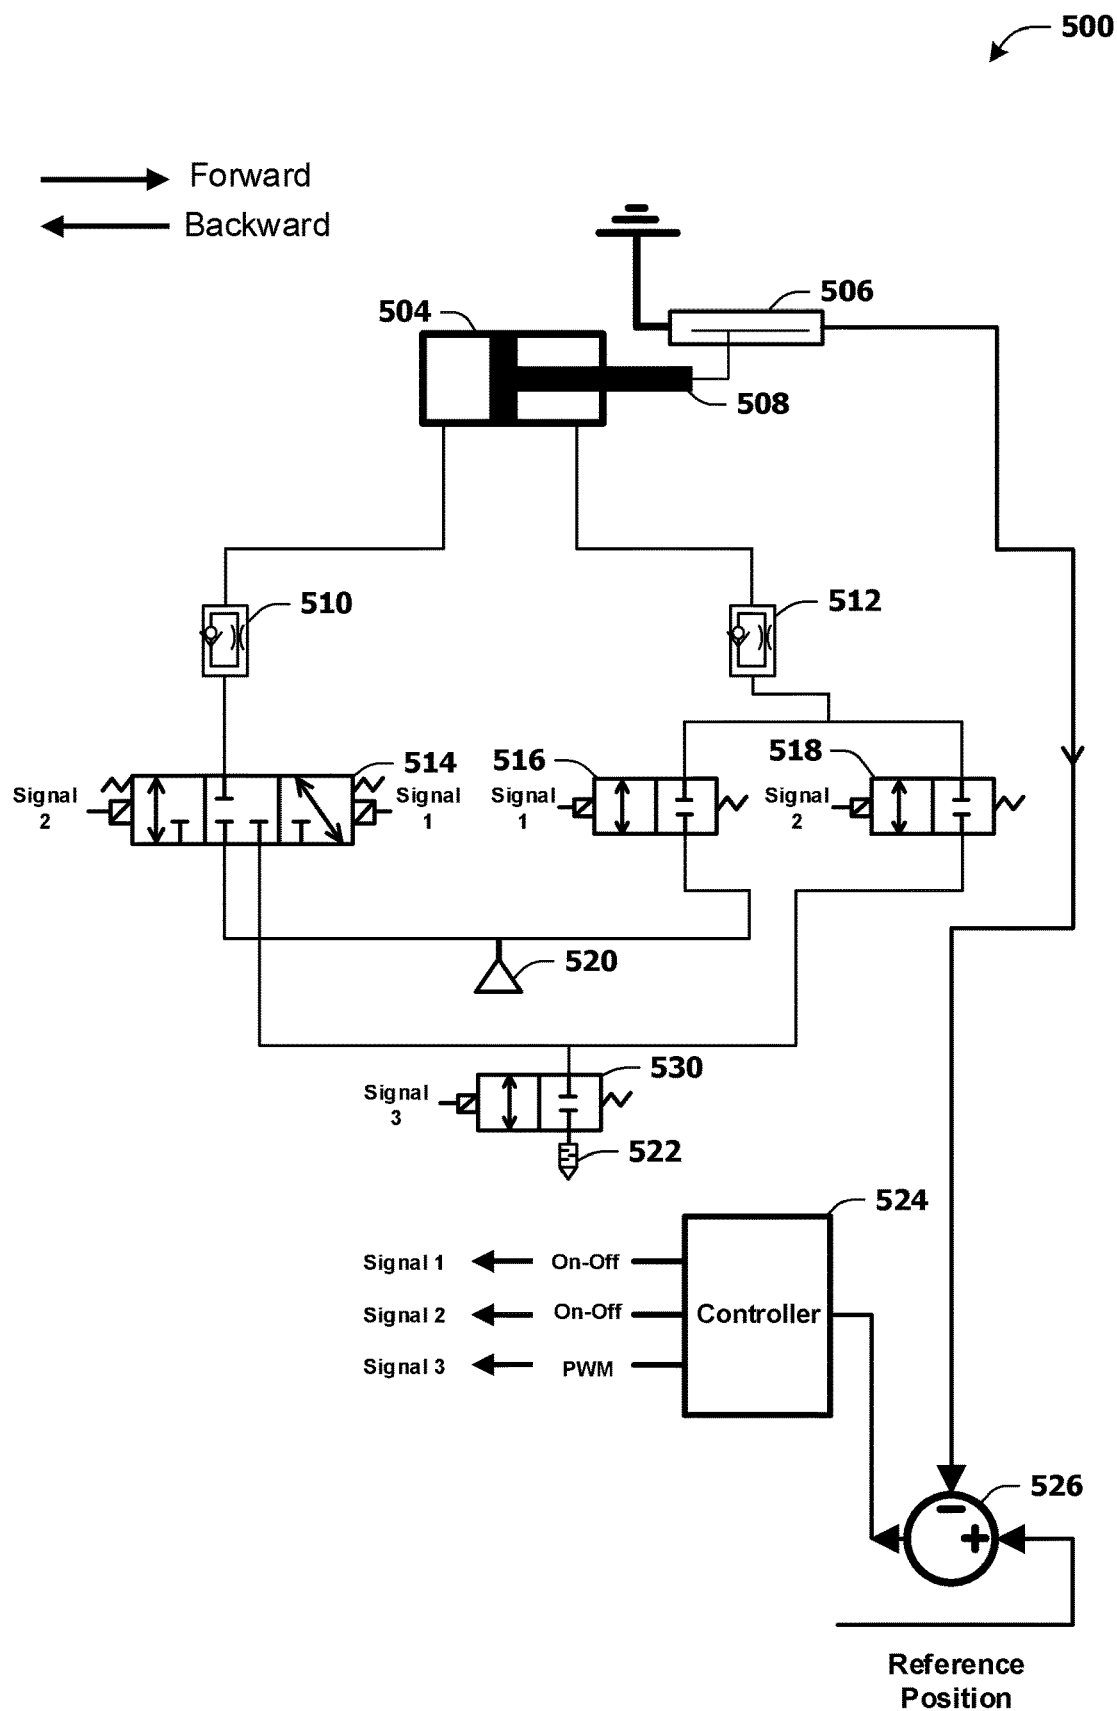 500
Forward
Backward
506
504
508
510
512
514
516
518
Signal
2
Signal
1
Signal
1
Signal
2
520
530
Signal
3
522
524
Signal 1
On-Off
Signal 2
On-Off
Controller
Signal 3
PWM
526
-
+
Reference
Position